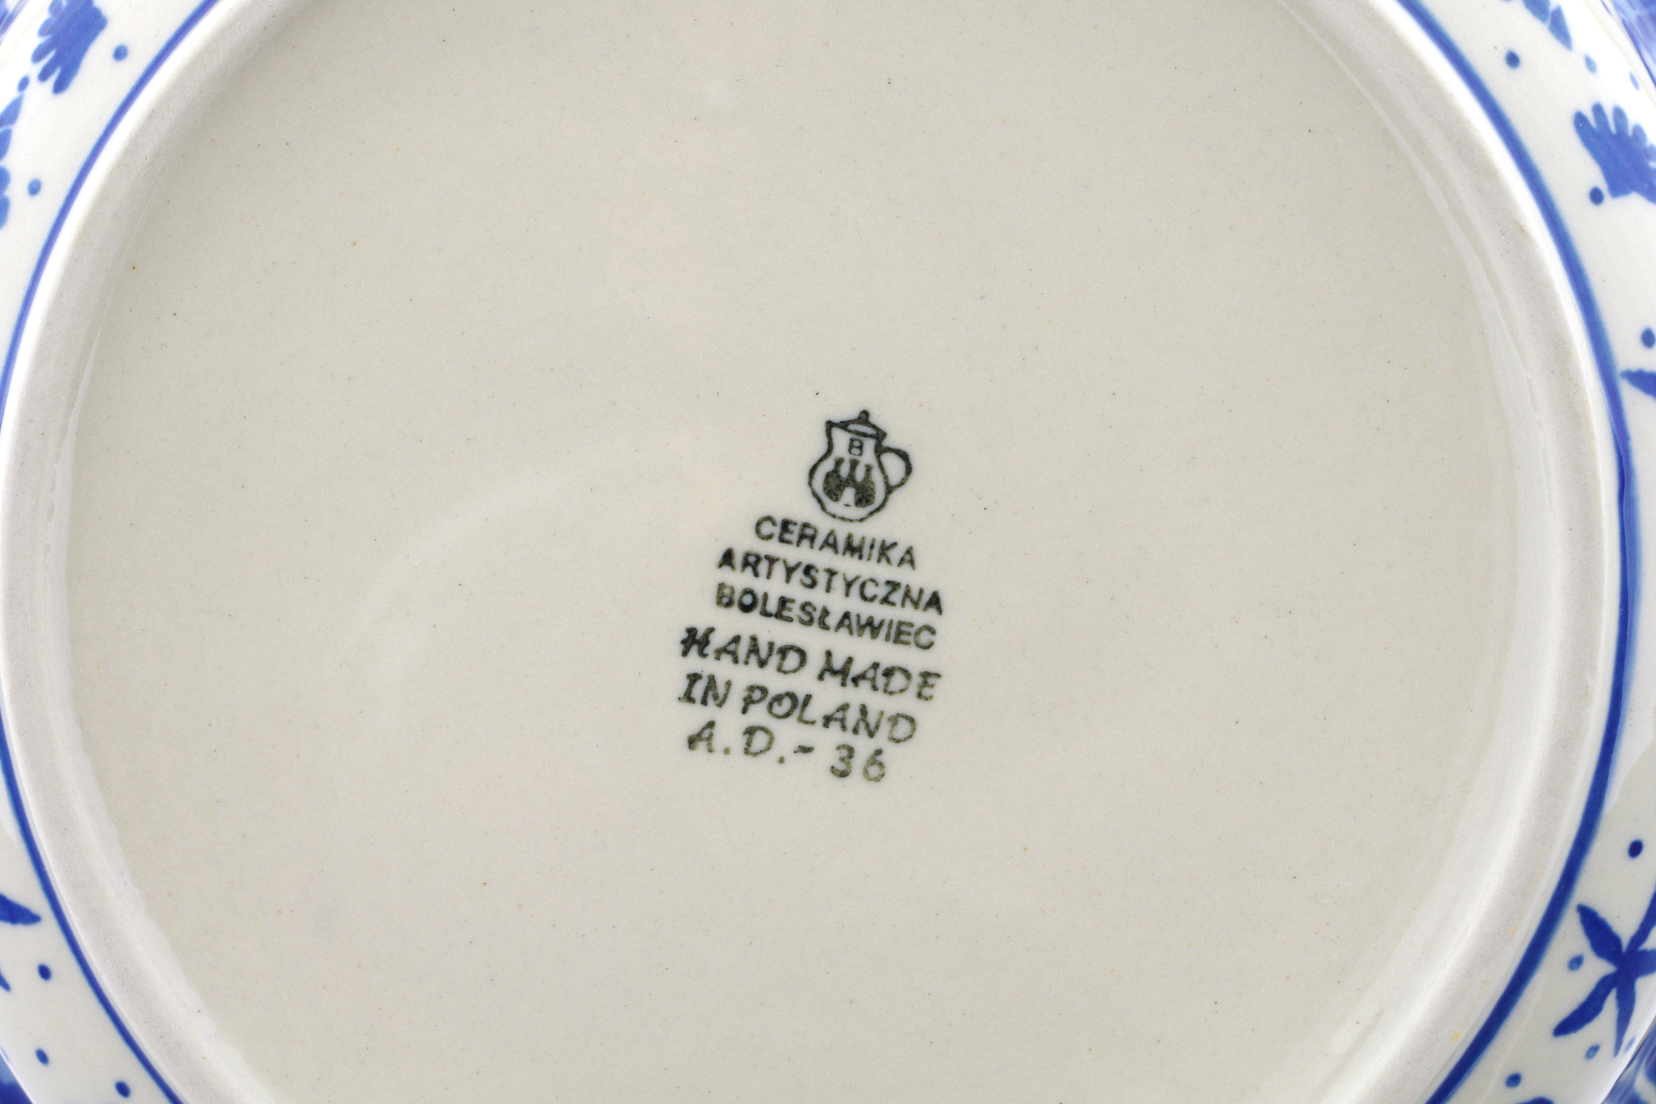 B
CERAMIKA
ARTYSTYCZNA
BOLESŁAWIEC
HAND MADE
IN POLAND
A.D.- 36